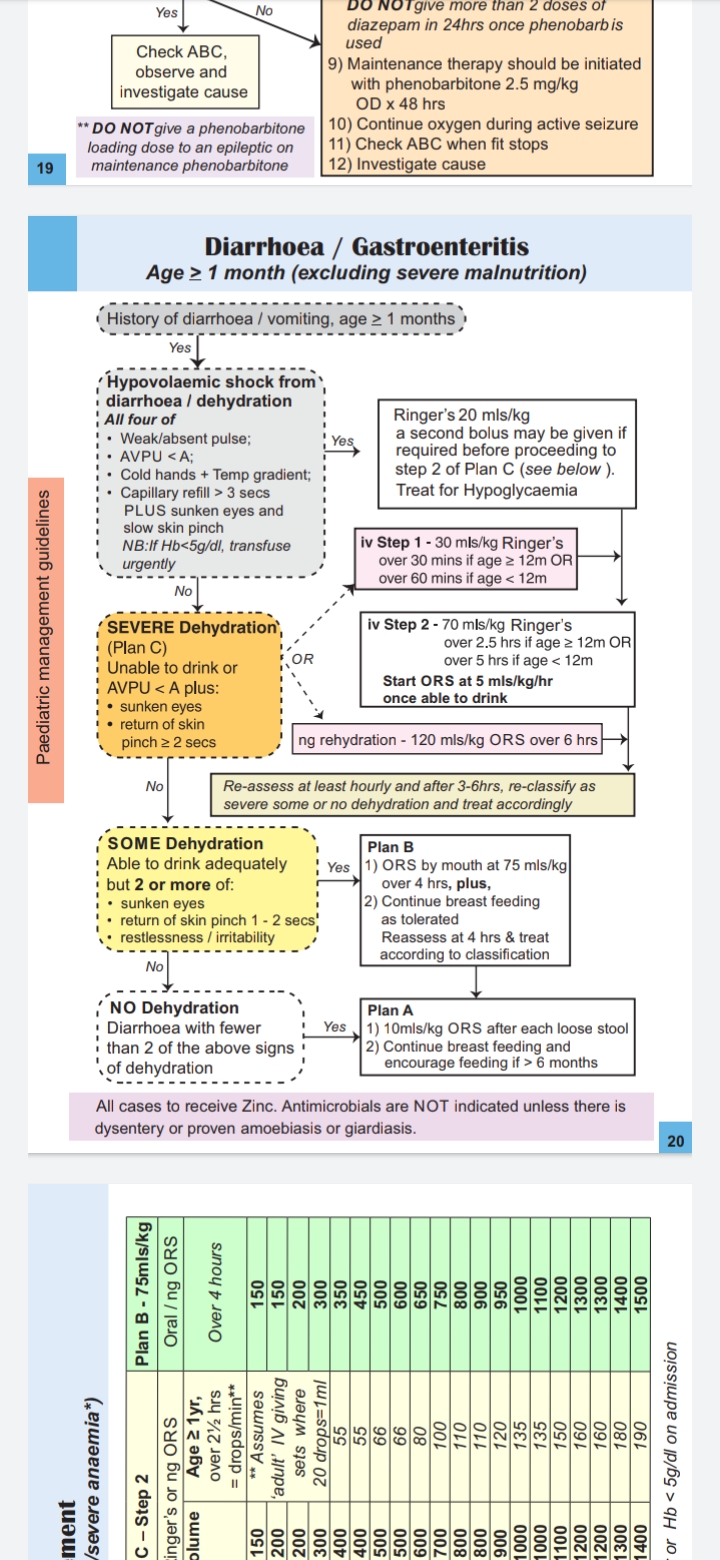 Yes
No
Check ABC,
observe and
investigate cause
** DO NOT give a phenobarbitone
loading dose to an epileptic on
maintenance phenobarbitone
19
DO NOT give more than 2 doses of
diazepam in 24hrs once phenobarb is
used
9) Maintenance therapy should be initiated
with phenobarbitone 2.5 mg/kg
OD x 48 hrs
10) Continue oxygen during active seizure
11) Check ABC when fit stops
12) Investigate cause
Diarrhoea / Gastroenteritis
Age ≥ 1 month (excluding severe malnutrition)
Paediatric management guidelines
History of diarrhoea / vomiting, age ≥ 1 months
Yes
Hypovolaemic shock from
diarrhoea / dehydration
All four of
• Weak/absent pulse;
• AVPU < A;
• Cold hands + Temp gradient;
• Capillary refill > 3 secs
PLUS sunken eyes and
slow skin pinch
NB:If Hb<5g/dl, transfuse
urgently
Yes
Ringer's 20 mls/kg
a second bolus may be given if
required before proceeding to
step 2 of Plan C (see below ).
Treat for Hypoglycaemia
iv Step 1 - 30 mls/kg Ringer's
over 30 mins if age ≥ 12m OR
over 60 mins if age < 12m
No
SEVERE Dehydration
(Plan C)
Unable to drink or
AVPU < A plus:
• sunken eyes
• return of skin
pinch ≥ 2 secs
OR
iv Step 2 - 70 mls/kg Ringer's
over 2.5 hrs if age ≥ 12m OR
over 5 hrs if age < 12m
Start ORS at 5 mls/kg/hr
once able to drink
ng rehydration - 120 mls/kg ORS over 6 hrs
No
Re-assess at least hourly and after 3-6hrs, re-classify as
severe some or no dehydration and treat accordingly
SOME Dehydration
Able to drink adequately
but 2 or more of:
• sunken eyes
• return of skin pinch 1 - 2 secs
• restlessness / irritability
Yes
Plan B
1) ORS by mouth at 75 mls/kg
over 4 hrs, plus,
2) Continue breast feeding
as tolerated
Reassess at 4 hrs & treat
according to classification
No
NO Dehydration
Diarrhoea with fewer
than 2 of the above signs
of dehydration
Yes
Plan A
1) 10mls/kg ORS after each loose stool
2) Continue breast feeding and
encourage feeding if > 6 months
All cases to receive Zinc. Antimicrobials are NOT indicated unless there is
dysentery or proven amoebiasis or giardiasis.
20
ment
/severe anaemia*)
C – Step 2
Plan B - 75mls/kg
inger's or ng ORS
Oral / ng ORS
olume
Age ≥ 1yr,
over 2½ hrs
= drops/min**
Over 4 hours
150 ** Assumes 150
200 'adult' IV giving 150
200 sets where 200
300 20 drops=1ml 300
400 55 350
400 55 450
500 66 500
500 66 600
600 80 650
700 100 750
800 110 800
800 110 900
900 120 950
1000 135 1000
1000 135 1100
1100 150 1200
1200 160 1300
1200 160 1300
1300 180 1400
1400 190 1500
or Hb < 5g/dl on admission